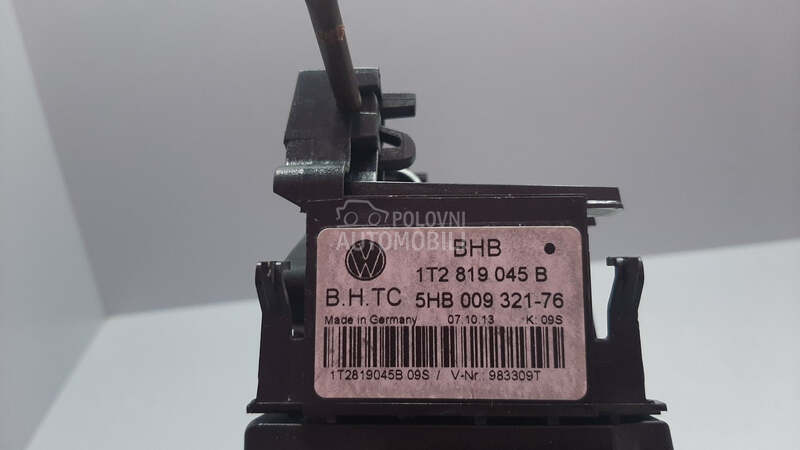 POLOVNI
AUTOMOBILI
BHB
1T2 819 045 B
B.H.TC 5HB 009 321-76
Made in Germany 07.10.13 K: 09S
1T2819045B 09S / V-Nr.: 983309T